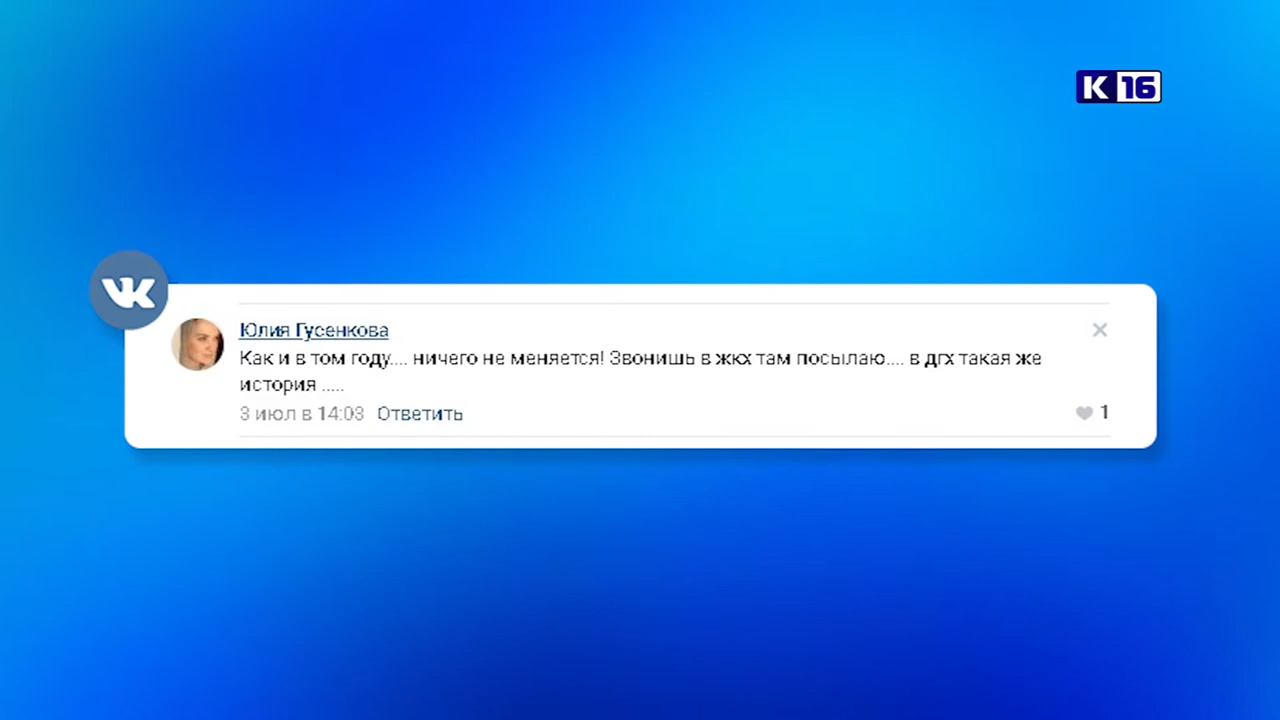 К 16
VK
Юлия Гусенкова
Как и в том году.... ничего не меняется! Звонишь в жкх там посылаю.... в дгх такая же
история .....
3 июл в 14:03 Ответить
1